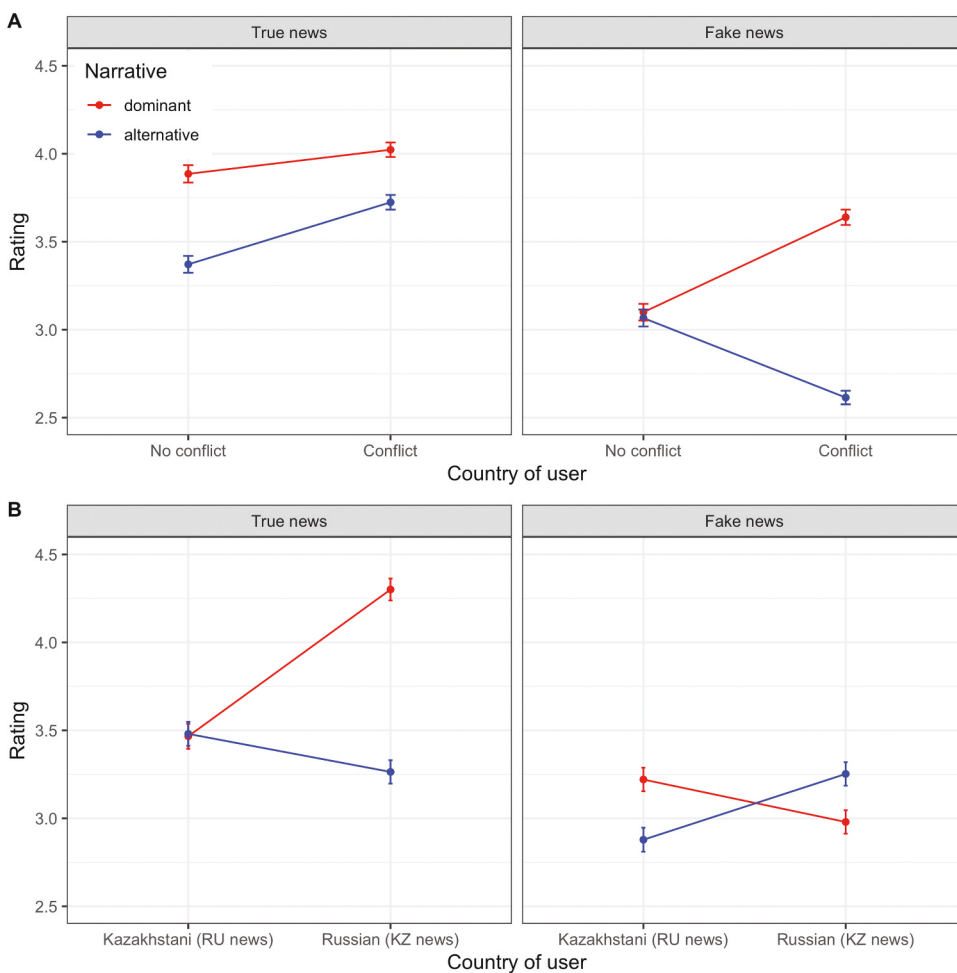 A
True news
Fake news
Narrative
dominant
alternative
4.5
4.0
3.5
3.0
2.5
Rating
No conflict
Conflict
No conflict
Conflict
Country of user
B
True news
Fake news
4.5
4.0
3.5
3.0
2.5
Rating
Kazakhstani (RU news)
Russian (KZ news)
Kazakhstani (RU news)
Russian (KZ news)
Country of user